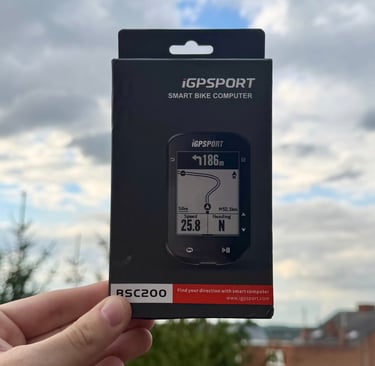 iGPSPORT
SMART BIKE COMPUTER
iGPSPORT
186m
Speed Heading
25.8 N
BSC200
Find your direction with smart computer
www.igpsport.com